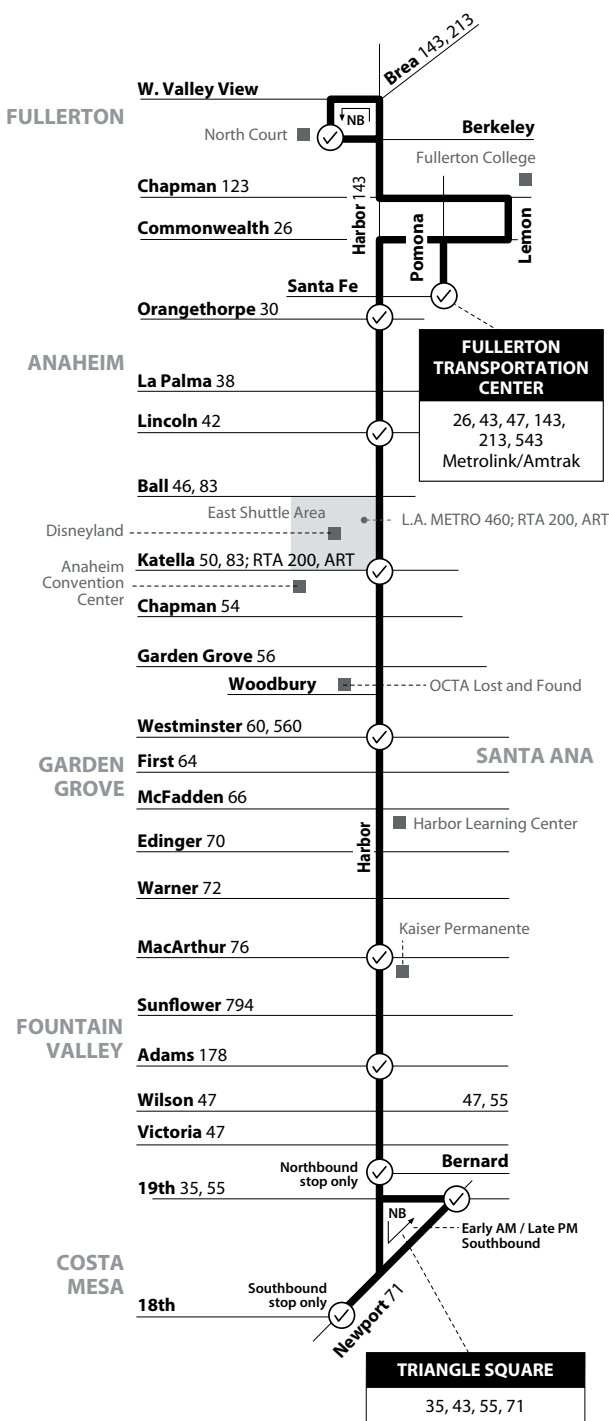 Brea 143, 213
W. Valley View
FULLERTON
NB
North Court
Berkeley
Fullerton College
Chapman 123
Harbor 143
Commonwealth 26
Pomona
Lemon
Santa Fe
Orangethorpe 30
FULLERTON
TRANSPORTATION
CENTER
26, 43, 47, 143,
213, 543
Metrolink/Amtrak
ANAHEIM
La Palma 38
Lincoln 42
Ball 46, 83
East Shuttle Area
L.A. METRO 460; RTA 200, ART
Disneyland
Katella 50, 83; RTA 200, ART
Anaheim
Convention
Center
Chapman 54
Garden Grove 56
Woodbury
OCTA Lost and Found
Westminster 60, 560
SANTA ANA
GARDEN
GROVE
First 64
McFadden 66
Harbor Learning Center
Harbor
Edinger 70
Warner 72
Kaiser Permanente
MacArthur 76
Sunflower 794
FOUNTAIN
VALLEY
Adams 178
Wilson 47
47, 55
Victoria 47
Northbound
stop only
Bernard
19th 35, 55
NB
Early AM / Late PM
Southbound
COSTA
MESA
Southbound
stop only
18th
Newport 71
TRIANGLE SQUARE
35, 43, 55, 71